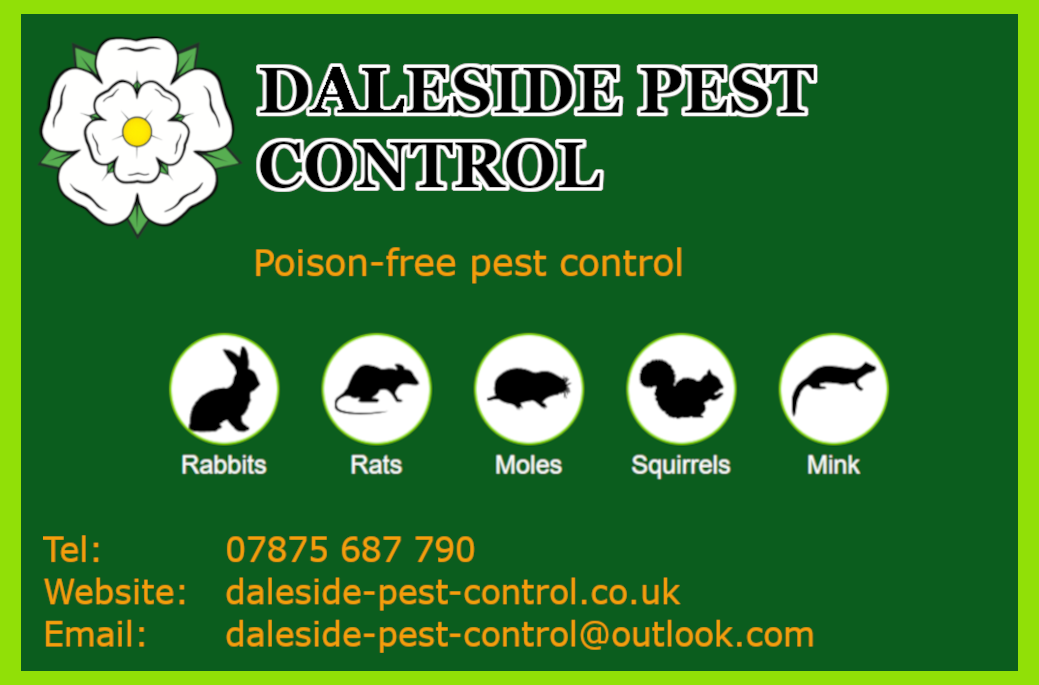 DALESIDE PEST
CONTROL
Poison-free pest control
Rabbits Rats Moles Squirrels Mink
Tel: 07875 687 790
Website: daleside-pest-control.co.uk
Email: daleside-pest-control@outlook.com